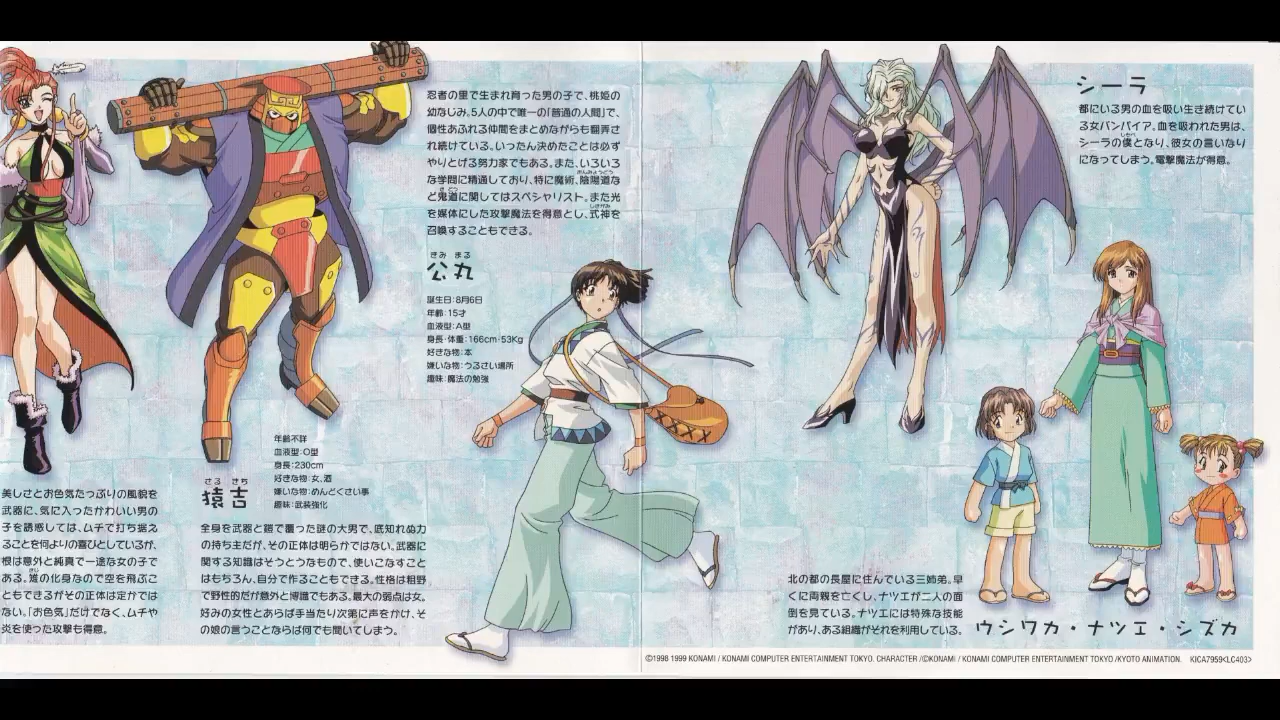 美しさとお色気たっぷりの風貌を
武器に、気に入ったかわいい男の
子を誘惑しては、ムチで打ち据え
ることを何よりの喜びとしているが、
根は意外と純真で一途な女の子で
ある。雉の化身なので空を飛ぶこ
ともできるがその正体は定かでは
ない。「お色気」だけでなく、ムチや
炎を使った攻撃も得意。
年齢不詳
血液型:O型
身長:230cm
好きな物:女、酒
嫌いな物:めんどくさい事
趣味:武装強化
さる きち
猿吉
全身を武器と鎧で覆った謎の大男で、底知れぬ力
の持ち主だが、その正体は明らかではない。武器に
関する知識はそうとうなもので、使いこなすこと
はもちろん、自分で作ることもできる。性格は粗野
で野性的だが意外と博識でもある。最大の弱点は女。
好みの女性とあらば手当たり次第に声をかけ、そ
の娘の言うことならば何でも聞いてしまう。
忍者の里で生まれ育った男の子で、桃姫の
幼なじみ。5人の中で唯一の「普通の人間」で、
個性あふれる仲間をまとめながらも翻弄さ
れ続けている。いったん決めたことは必ず
やりとげる努力家でもある。また、いろいろ
な学問に精通しており、特に魔術、陰陽道な
ど鬼道に関してはスペシャリスト。また光
を媒体にした攻撃魔法を得意とし、式神を
召喚することもできる。
きみ まる
公丸
誕生日:8月6日
年齢:15才
血液型:A型
身長・体重:166cm・53Kg
好きな物:本
嫌いな物:うるさい場所
趣味:魔法の勉強
シーラ
都にいる男の血を吸い生き続けてい
る女バンパイア。血を吸われた男は、
シーラの僕となり、彼女の言いなり
になってしまう。電撃魔法が得意。
北の都の長屋に住んでいる三姉弟。早
くに両親を亡くし、ナツエが二人の面
倒を見ている。ナツエには特殊な技能
があり、ある組織がそれを利用している。
ウシワカ・ナツエ・シズカ
©1998 1999 KONAMI / KONAMI COMPUTER ENTERTAINMENT TOKYO. CHARACTER /©KONAMI / KONAMI COMPUTER ENTERTAINMENT TOKYO /KYOTO ANIMATION. KICA7959<LC403>